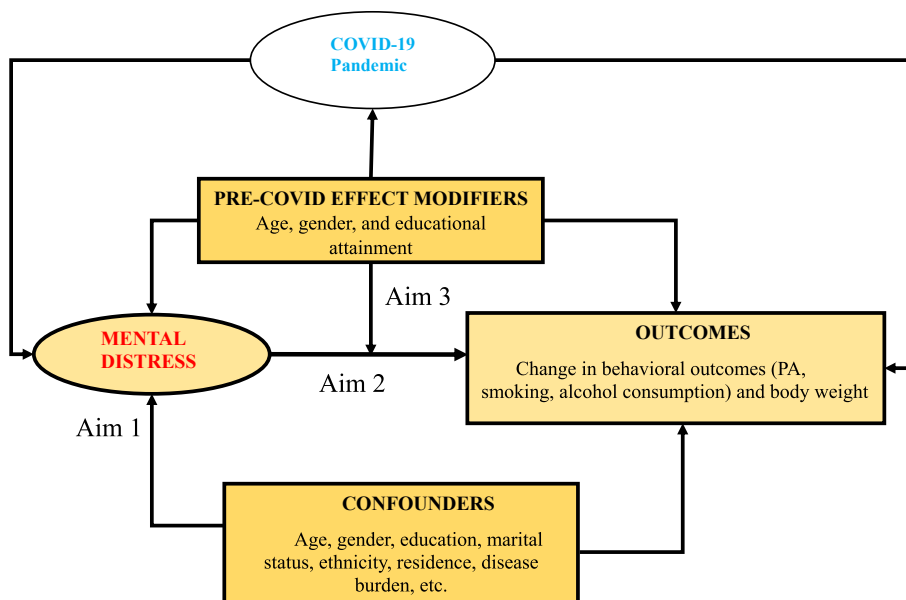 COVID-19
Pandemic
PRE-COVID EFFECT MODIFIERS
Age, gender, and educational
attainment
Aim 3
MENTAL
DISTRESS
Aim 2
OUTCOMES
Change in behavioral outcomes (PA,
smoking, alcohol consumption) and body weight
Aim 1
CONFOUNDERS
Age, gender, education, marital
status, ethnicity, residence, disease
burden, etc.